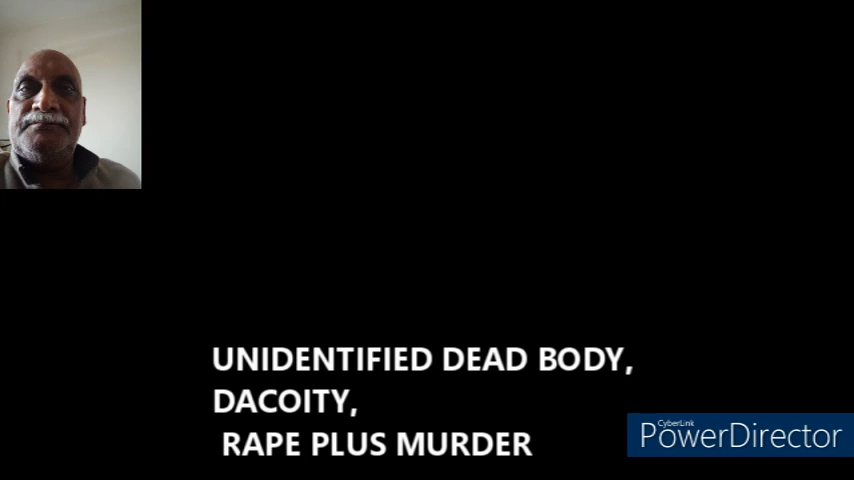 UNIDENTIFIED DEAD BODY,
DACOITY,
RAPE PLUS MURDER
CyberLink
PowerDirector